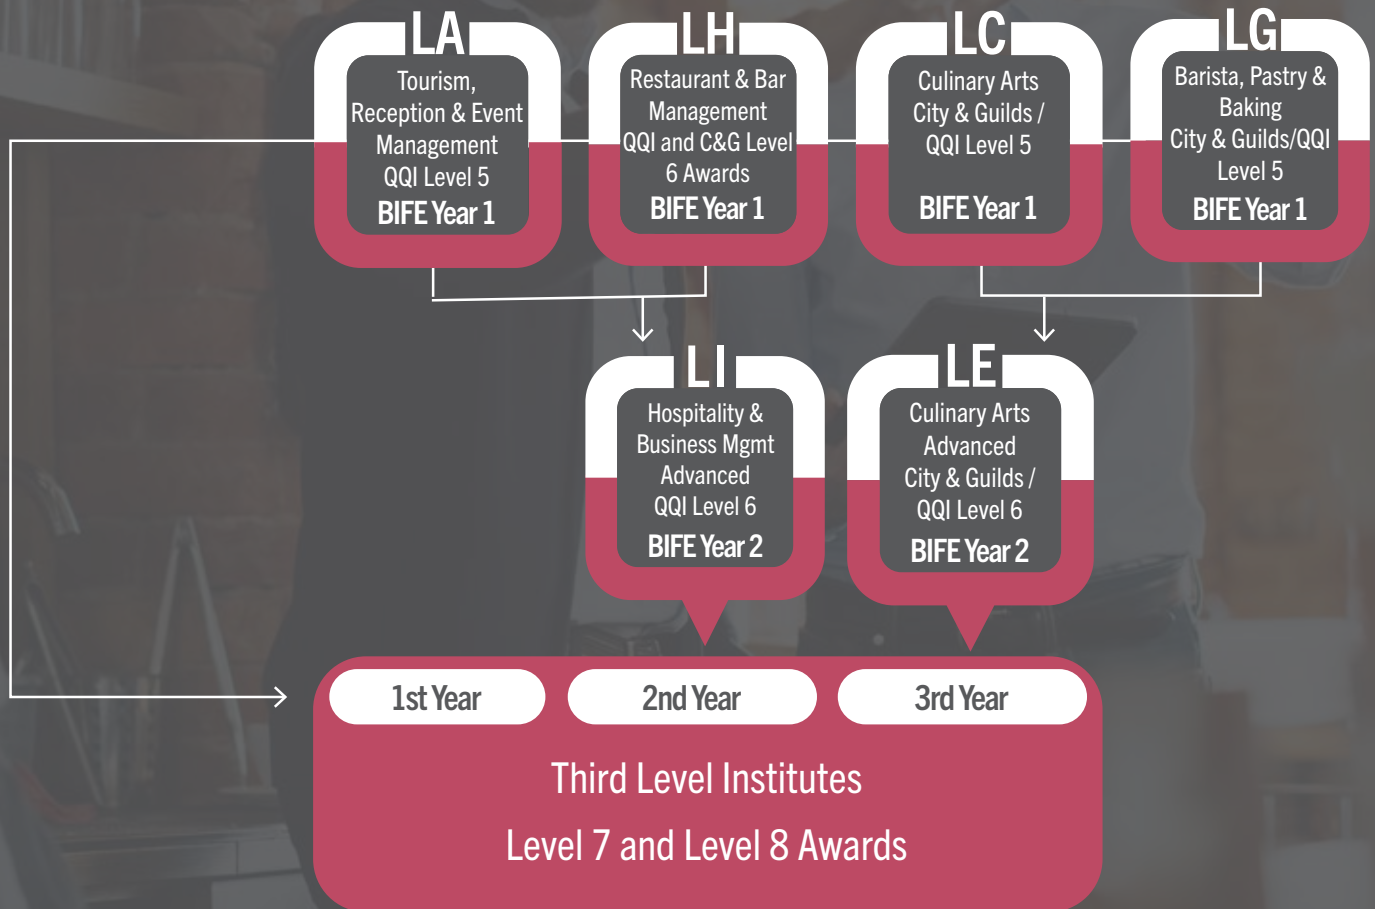 LA
Tourism,
Reception & Event
Management
QQI Level 5
BIFE Year 1
LH
Restaurant & Bar
Management
QQI and C&G Level
6 Awards
BIFE Year 1
LC
Culinary Arts
City & Guilds /
QQI Level 5
BIFE Year 1
LG
Barista, Pastry &
Baking
City & Guilds/QQI
Level 5
BIFE Year 1
LI
Hospitality &
Business Mgmt
Advanced
QQI Level 6
BIFE Year 2
LE
Culinary Arts
Advanced
City & Guilds /
QQI Level 6
BIFE Year 2
1st Year
2nd Year
3rd Year
Third Level Institutes
Level 7 and Level 8 Awards